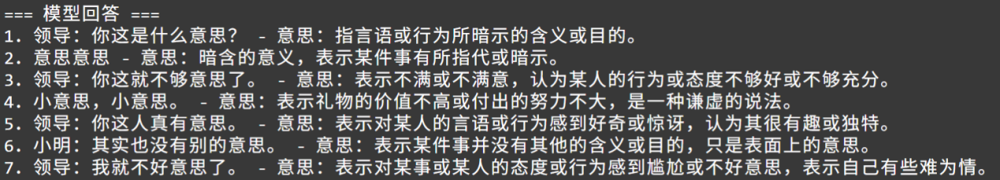 === 模型回答 ===
1. 领导：你这是什么意思？ - 意思：指言语或行为所暗示的含义或目的。
2. 意思意思 - 意思：暗含的意义，表示某件事有所指代或暗示。
3. 领导：你这就不够意思了。 - 意思：表示不满或不满意，认为某人的行为或态度不够好或不够充分。
4. 小意思，小意思。 - 意思：表示礼物的价值不高或付出的努力不大，是一种谦虚的说法。
5. 领导：你这人真有意思。 - 意思：表示对某人的言语或行为感到好奇或惊讶，认为其很有趣或独特。
6. 小明：其实也没有别的意思。 - 意思：表示某件事并没有其他的含义或目的，只是表面上的意思。
7. 领导：我就不好意思了。 - 意思：表示对某事或某人的态度或行为感到尴尬或不好意思，表示自己有些难为情。